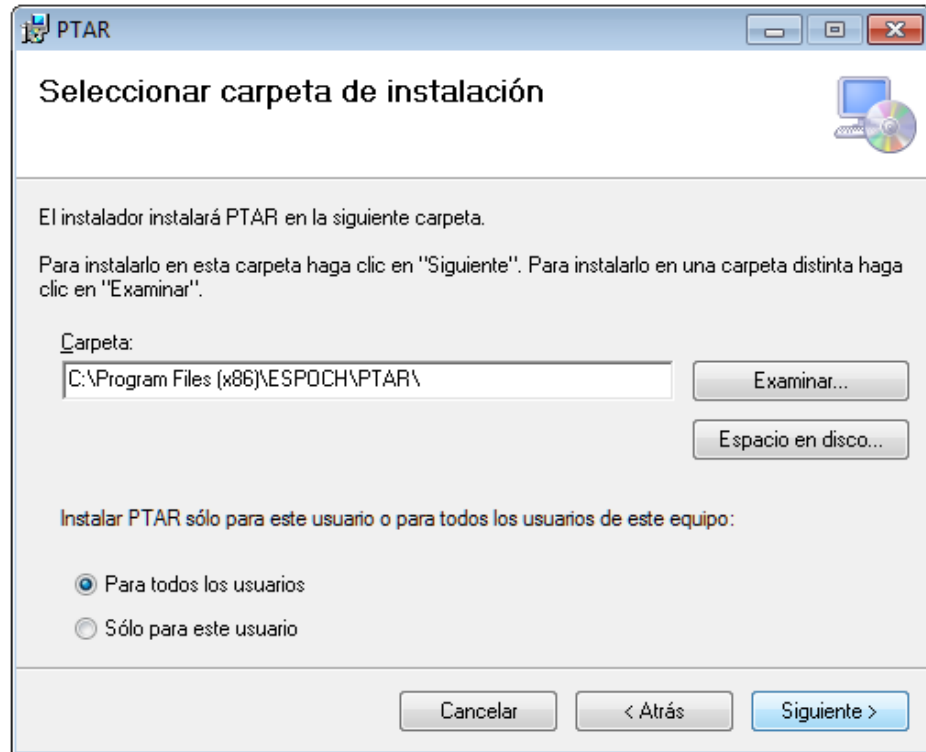 PTAR
Seleccionar carpeta de instalación
El instalador instalará PTAR en la siguiente carpeta.
Para instalarlo en esta carpeta haga clic en "Siguiente". Para instalarlo en una carpeta distinta haga
clic en "Examinar".
Carpeta:
C:\Program Files (x86)\ESPOCH\PTAR\
Examinar...
Espacio en disco...
Instalar PTAR sólo para este usuario o para todos los usuarios de este equipo:
Para todos los usuarios
Sólo para este usuario
Cancelar
< Atrás
Siguiente >